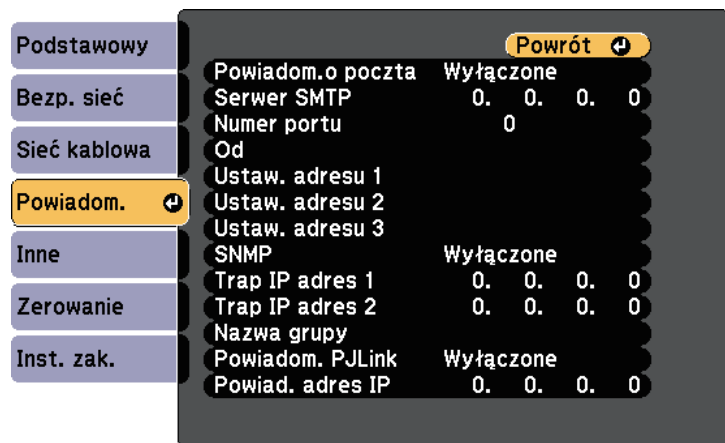 Podstawowy
Bezp. sieć
Sieć kablowa
Powiadom.
Inne
Zerowanie
Inst. zak.
Powrót
Powiadom.o poczta Wyłączone
Serwer SMTP 0. 0. 0. 0
Numer portu 0
Od
Ustaw. adresu 1
Ustaw. adresu 2
Ustaw. adresu 3
SNMP Wyłączone
Trap IP adres 1 0. 0. 0. 0
Trap IP adres 2 0. 0. 0. 0
Nazwa grupy
Powiadom. PJLink Wyłączone
Powiad. adres IP 0. 0. 0. 0